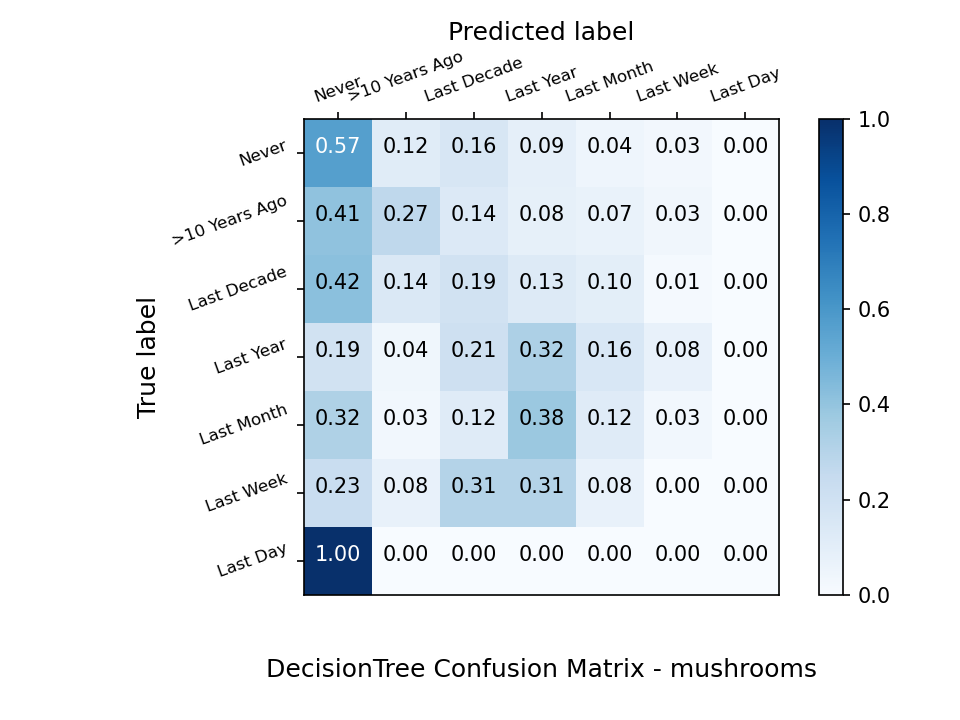 Predicted label
Never
>10 Years Ago
Last Decade
Last Year
Last Month
Last Week
Last Day
True label
Never 0.57 0.12 0.16 0.09 0.04 0.03 0.00
>10 Years Ago 0.41 0.27 0.14 0.08 0.07 0.03 0.00
Last Decade 0.42 0.14 0.19 0.13 0.10 0.01 0.00
Last Year 0.19 0.04 0.21 0.32 0.16 0.08 0.00
Last Month 0.32 0.03 0.12 0.38 0.12 0.03 0.00
Last Week 0.23 0.08 0.31 0.31 0.08 0.00 0.00
Last Day 1.00 0.00 0.00 0.00 0.00 0.00 0.00
1.0
0.8
0.6
0.4
0.2
0.0
DecisionTree Confusion Matrix - mushrooms